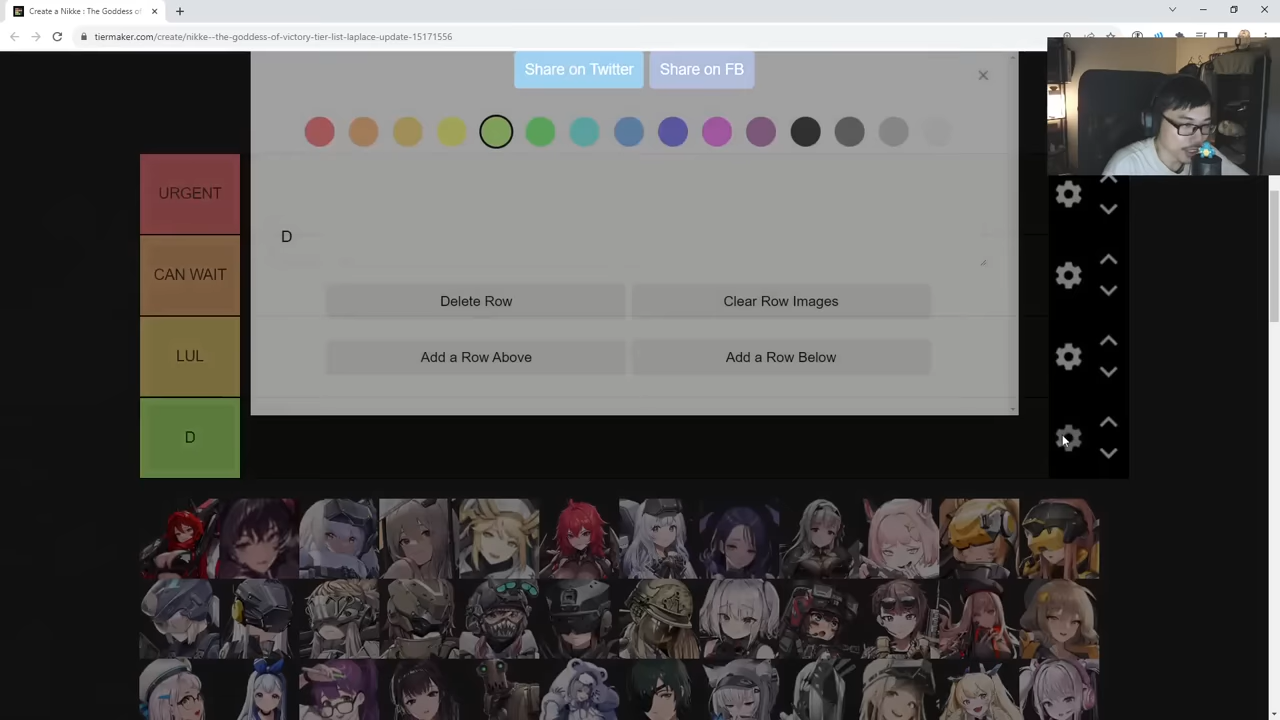 Create a Nikke : The Goddess of
tiermaker.com/create/nikke--the-goddess-of-victory-tier-list-laplace-update-15171556
Share on Twitter
Share on FB
URGENT
CAN WAIT
LUL
D
D
Delete Row
Clear Row Images
Add a Row Above
Add a Row Below